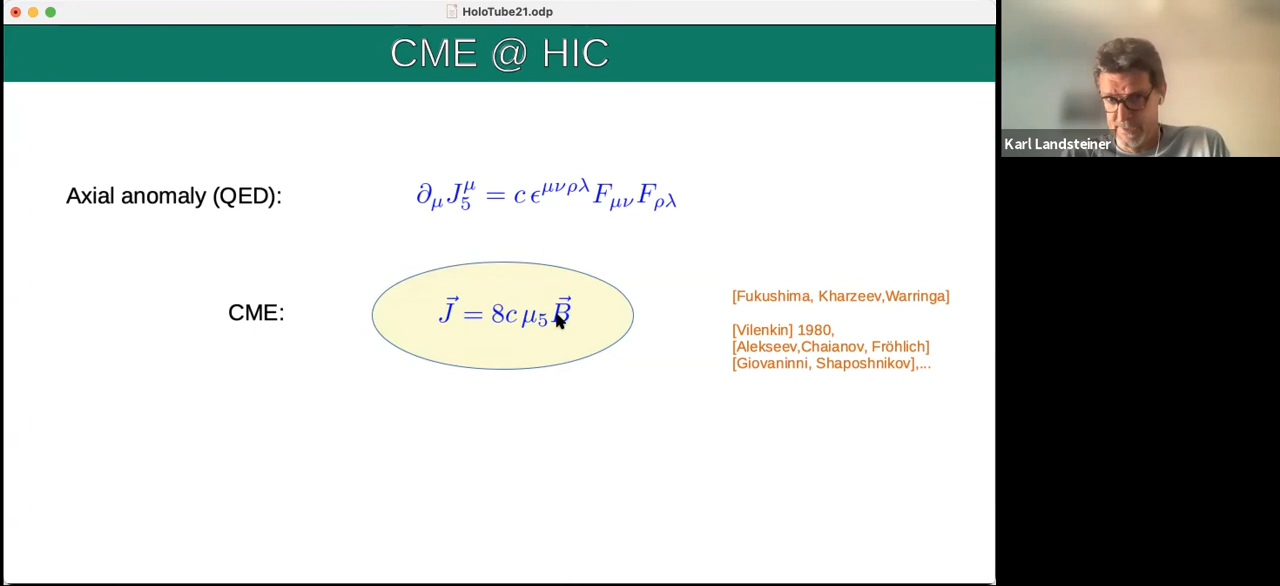 HoloTube21.odp
CME @ HIC
Karl Landsteiner
Axial anomaly (QED): ∂_μ J_5^μ = c ε^{μνρλ} F_{μν} F_{ρλ}
CME: J⃗ = 8c μ_5 B⃗
[Fukushima, Kharzeev,Warringa]
[Vilenkin] 1980,
[Alekseev,Chaianov, Fröhlich]
[Giovaninni, Shaposhnikov],...